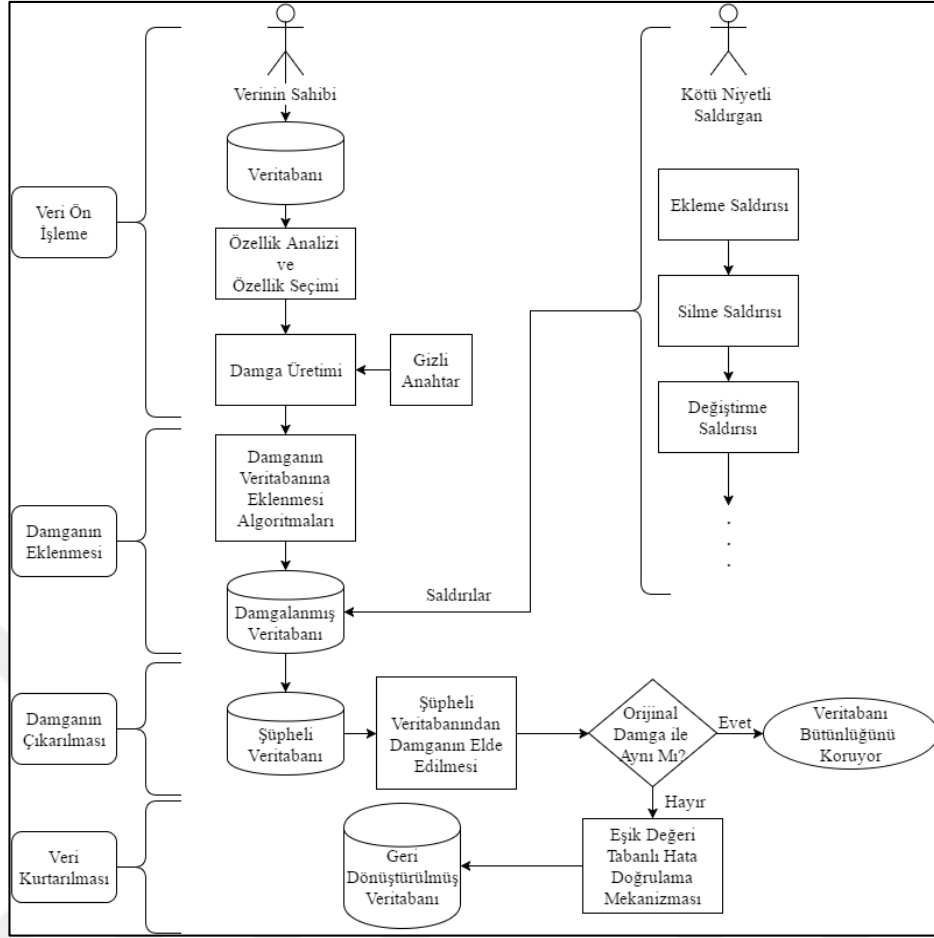 Verinin Sahibi
Kötü Niyetli
Saldırgan
Veritabanı
Veri Ön
İşleme
Özellik Analizi
ve
Özellik Seçimi
Damga Üretimi
Gizli
Anahtar
Ekleme Saldırısı
Silme Saldırısı
Değiştirme
Saldırısı
.
.
.
Damganın
Eklenmesi
Damganın
Veritabanına
Eklenmesi
Algoritmaları
Damgalanmış
Veritabanı
Saldırılar
Damganın
Çıkarılması
Şüpheli
Veritabanı
Şüpheli
Veritabanından
Damganın Elde
Edilmesi
Orijinal
Damga ile
Aynı Mı?
Evet
Veritabanı
Bütünlüğünü
Koruyor
Hayır
Veri
Kurtarılması
Geri
Dönüştürülmüş
Veritabanı
Eşik Değeri
Tabanlı Hata
Doğrulama
Mekanizması